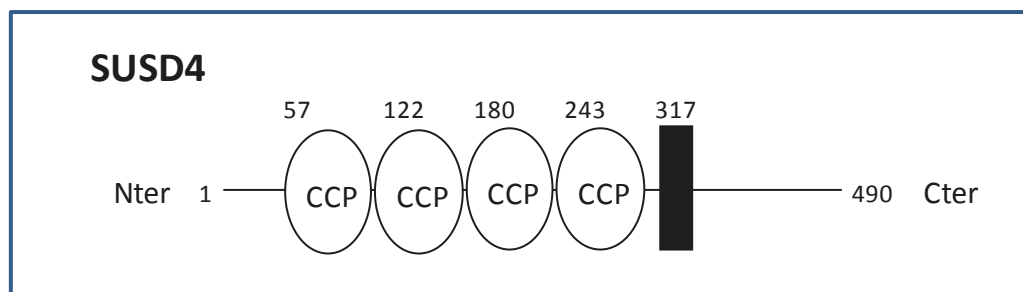 SUSD4
57 122 180 243 317
Nter 1 CCP CCP CCP CCP 490 Cter